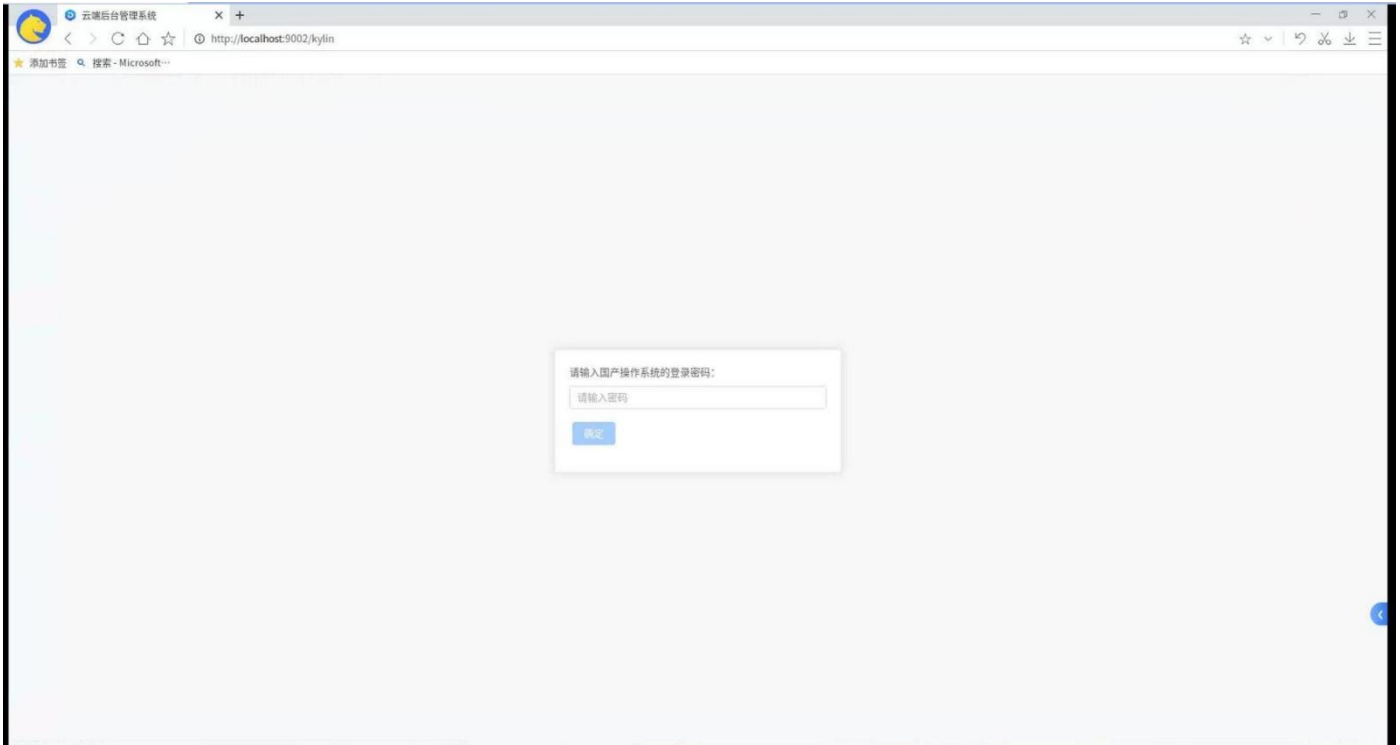 云端后台管理系统
http://localhost:9002/kylin
添加书签 搜索 - Microsoft…
请输入国产操作系统的登录密码：
请输入密码
确定